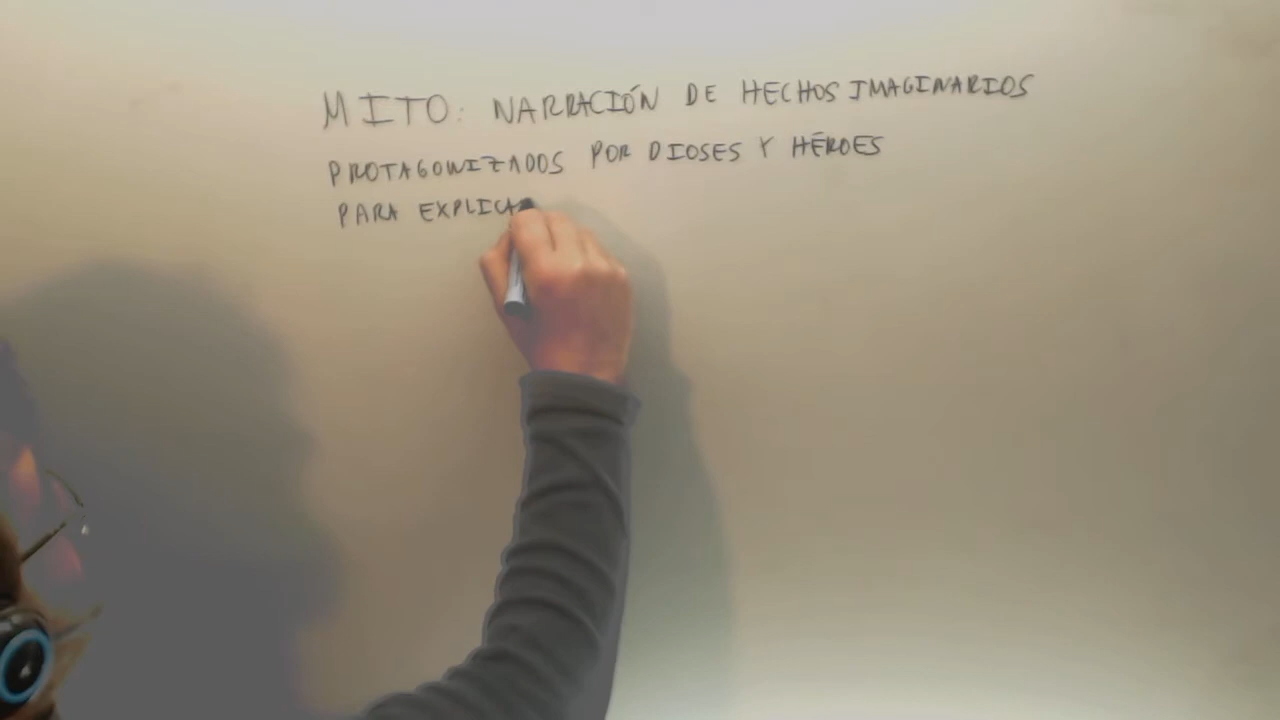 MITO: NARRACIÓN DE HECHOS IMAGINARIOS
PROTAGONIZADOS POR DIOSES Y HÉROES
PARA EXPLICA